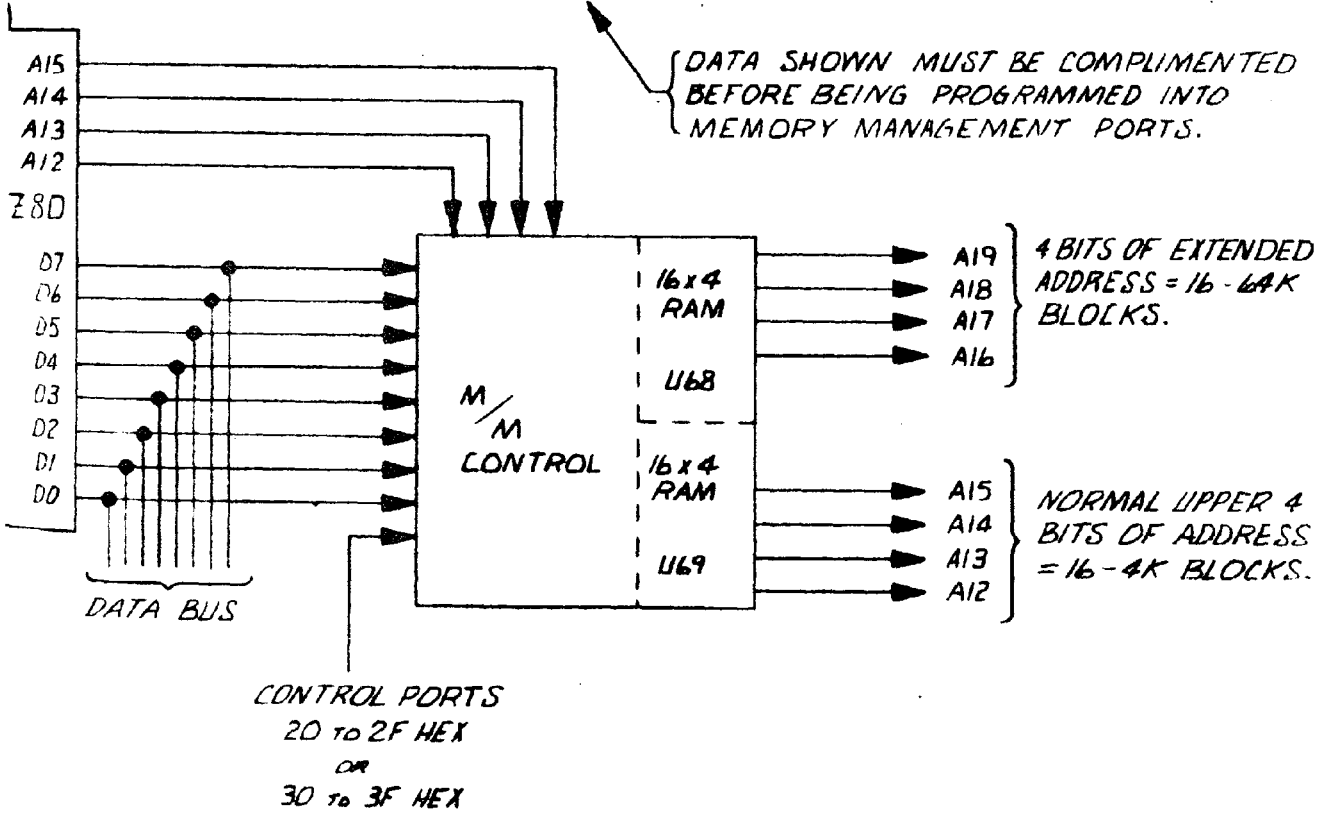 DATA SHOWN MUST BE COMPLIMENTED
BEFORE BEING PROGRAMMED INTO
MEMORY MANAGEMENT PORTS.
A15
A14
A13
A12
Z80
D7
D6
D5
D4
D3
D2
D1
D0
DATA BUS
M/M
CONTROL
16x4
RAM
U68
16x4
RAM
U69
A19
A18
A17
A16
4 BITS OF EXTENDED
ADDRESS = 16-64K
BLOCKS.
A15
A14
A13
A12
NORMAL UPPER 4
BITS OF ADDRESS
= 16-4K BLOCKS.
CONTROL PORTS
20 TO 2F HEX
OR
30 TO 3F HEX